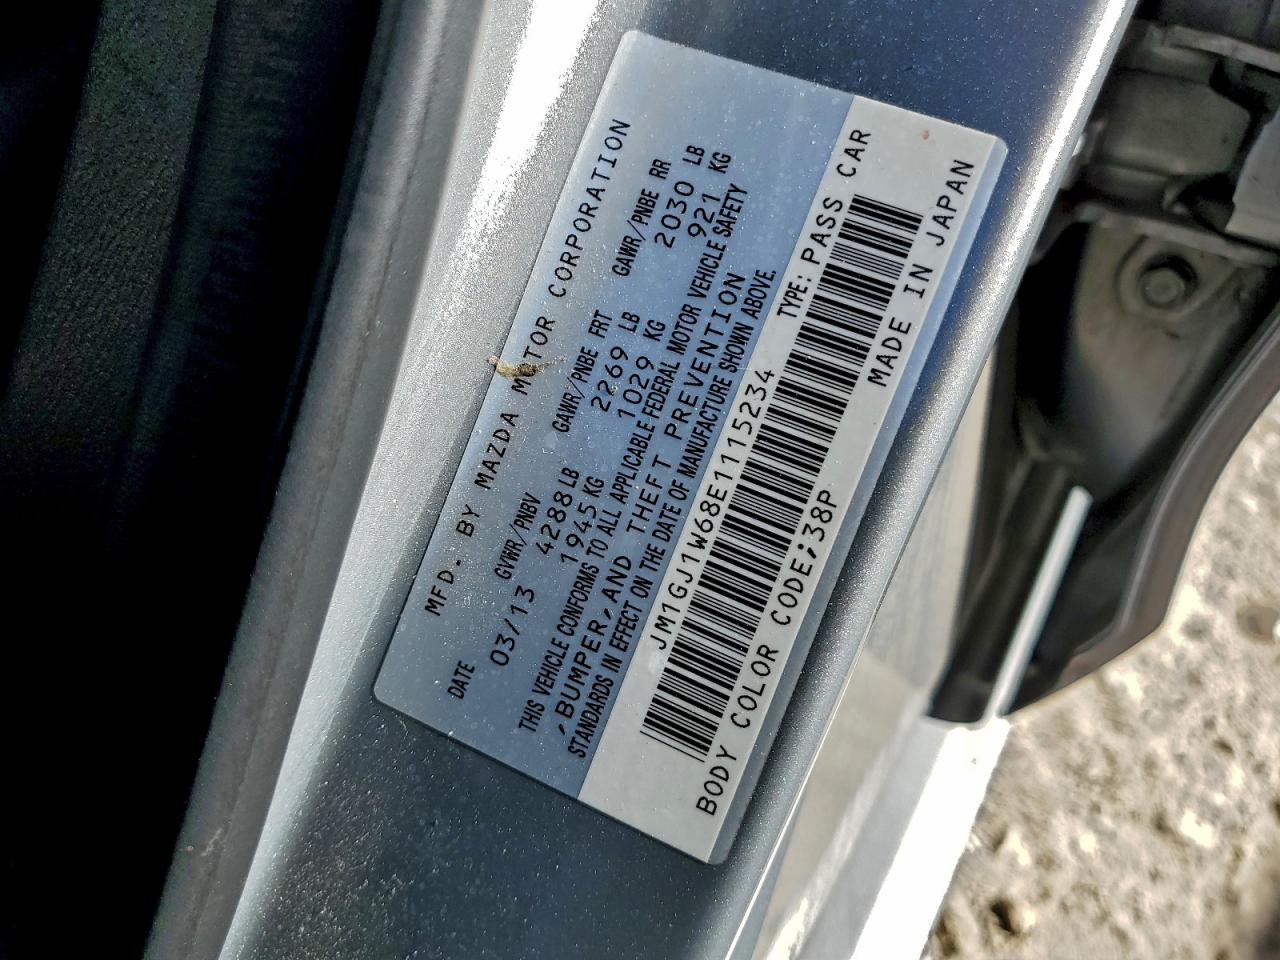 MFD. BY MAZDA MOTOR CORPORATION
DATE GVWR/PNBV GAWR/PNBE FRT GAWR/PNBE RR
03/13 4288 LB 2269 LB 2030 LB
1945 KG 1029 KG 921 KG
THIS VEHICLE CONFORMS TO ALL APPLICABLE FEDERAL MOTOR VEHICLE SAFETY
,BUMPER,AND THEFT PREVENTION
STANDARDS IN EFFECT ON THE DATE OF MANUFACTURE SHOWN ABOVE.
JM1GJ1W68E1115234 TYPE: PASS CAR
BODY COLOR CODE;38P MADE IN JAPAN